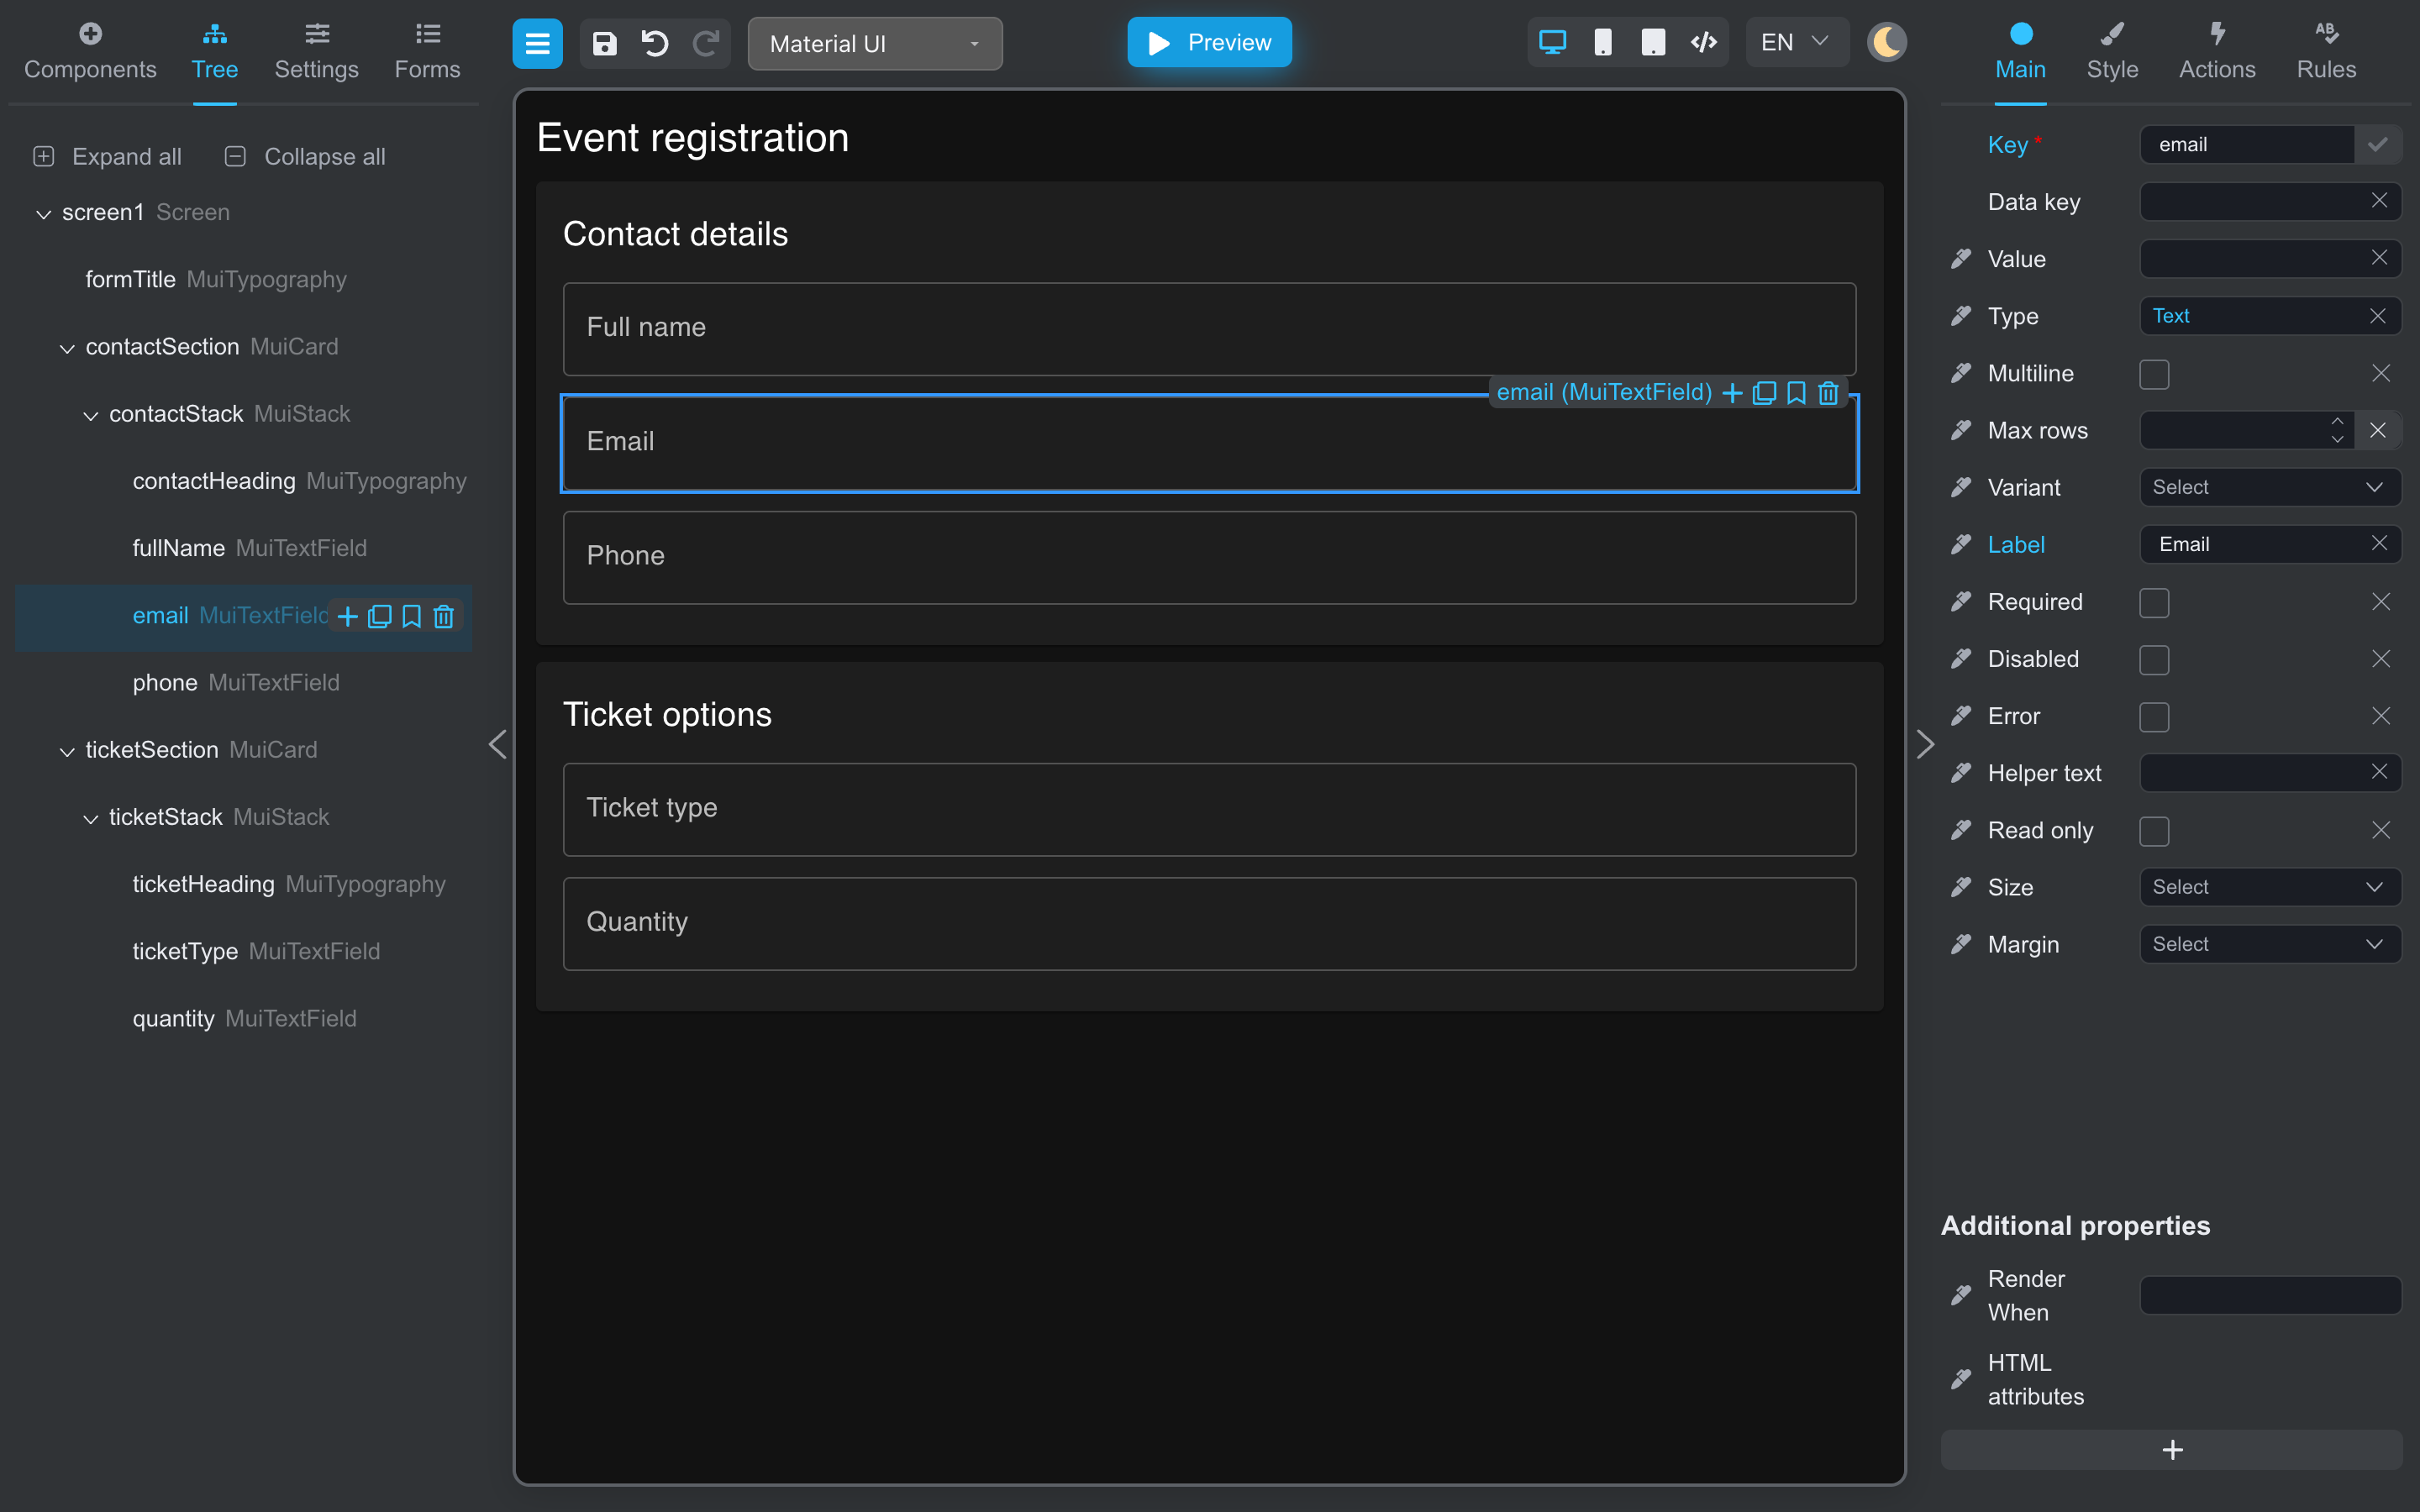 Components
Tree
Settings
Forms
Material UI
Preview
EN
Main
Style
Actions
Rules
Expand all
Collapse all
screen1 Screen
formTitle MuiTypography
contactSection MuiCard
contactStack MuiStack
contactHeading MuiTypography
fullName MuiTextField
email MuiTextField
phone MuiTextField
ticketSection MuiCard
ticketStack MuiStack
ticketHeading MuiTypography
ticketType MuiTextField
quantity MuiTextField
Event registration
Contact details
Full name
email (MuiTextField)
Email
Phone
Ticket options
Ticket type
Quantity
Key * email
Data key
Value
Type Text
Multiline
Max rows
Variant Select
Label Email
Required
Disabled
Error
Helper text
Read only
Size Select
Margin Select
Additional properties
Render
When
HTML
attributes